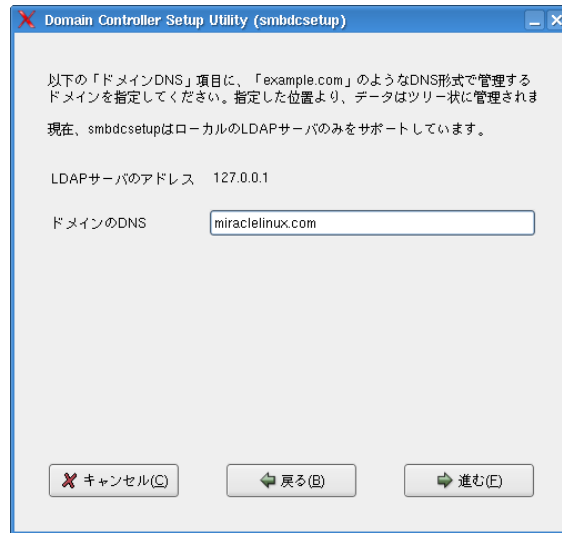 Domain Controller Setup Utility (smbdcsetup)
以下の「ドメインDNS」項目に、「example.com」のようなDNS形式で管理する
ドメインを指定してください。指定した位置より、データはツリー状に管理されま
現在、smbdcsetupはローカルのLDAPサーバのみをサポートしています。
LDAPサーバのアドレス 127.0.0.1
ドメインのDNS miraclelinux.com
キャンセル(C) 戻る(B) 進む(F)